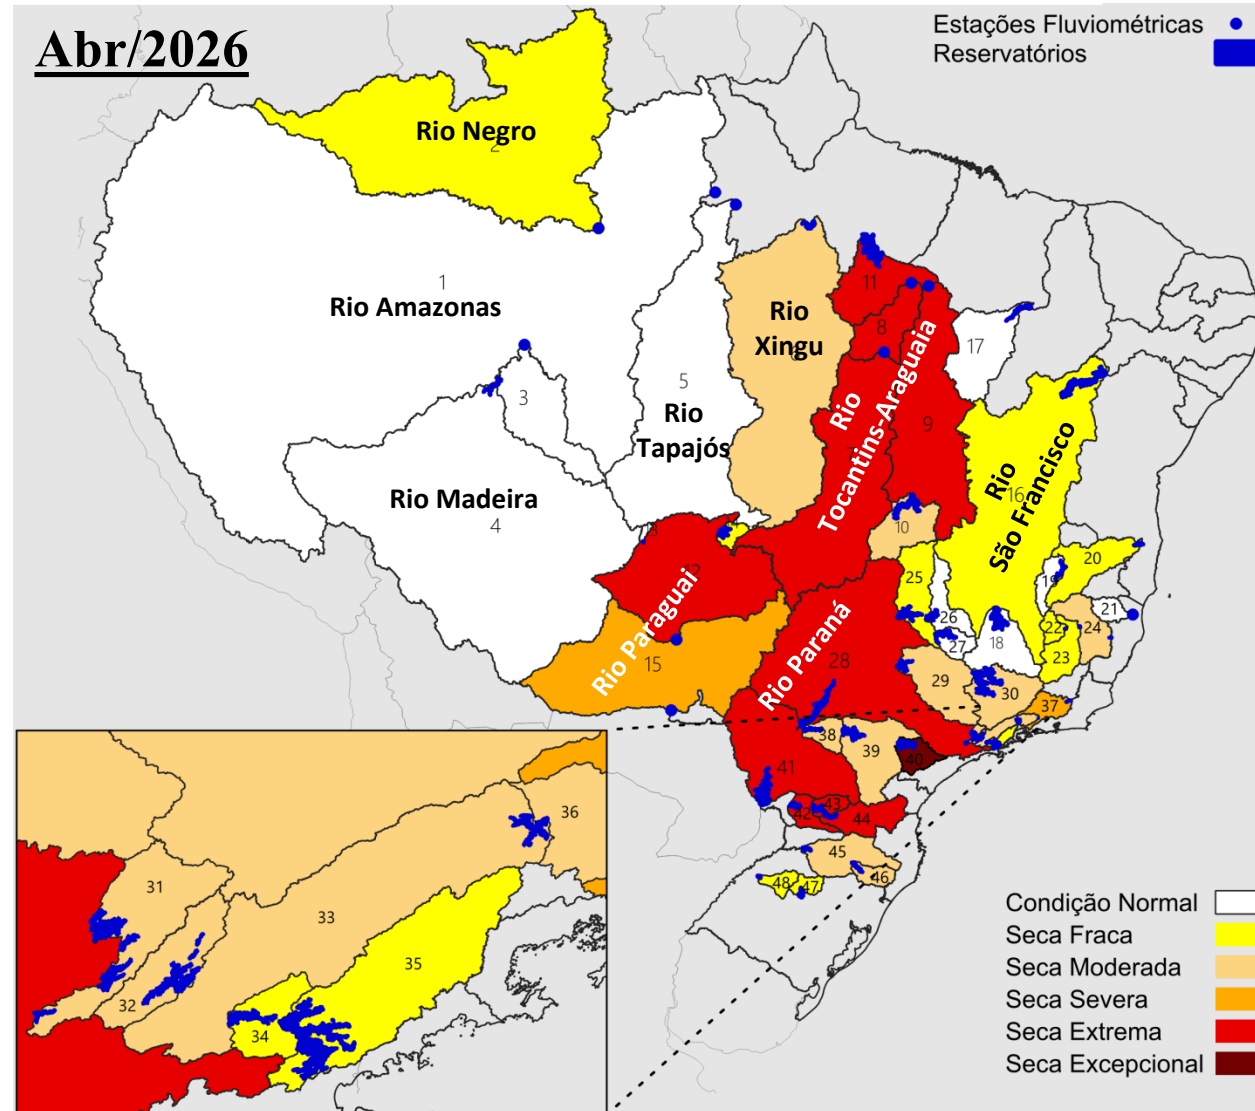 Abr/2026
Estações Fluviométricas
Reservatórios
Rio Negro
2
1
Rio Amazonas
Rio
Xingu
11
8
17
3
5
Rio
Tapajós
Rio
Tocantins-Araguaia
7
9
Rio
São Francisco
16
Rio Madeira
4
10
20
19
25
12
Rio Paraguai
26
21
22
24
27
18
23
15
Rio Paraná
28
29
30
37
38
39
40
41
43
42
44
45
46
48
47
36
31
33
35
32
34
Condição Normal
Seca Fraca
Seca Moderada
Seca Severa
Seca Extrema
Seca Excepcional